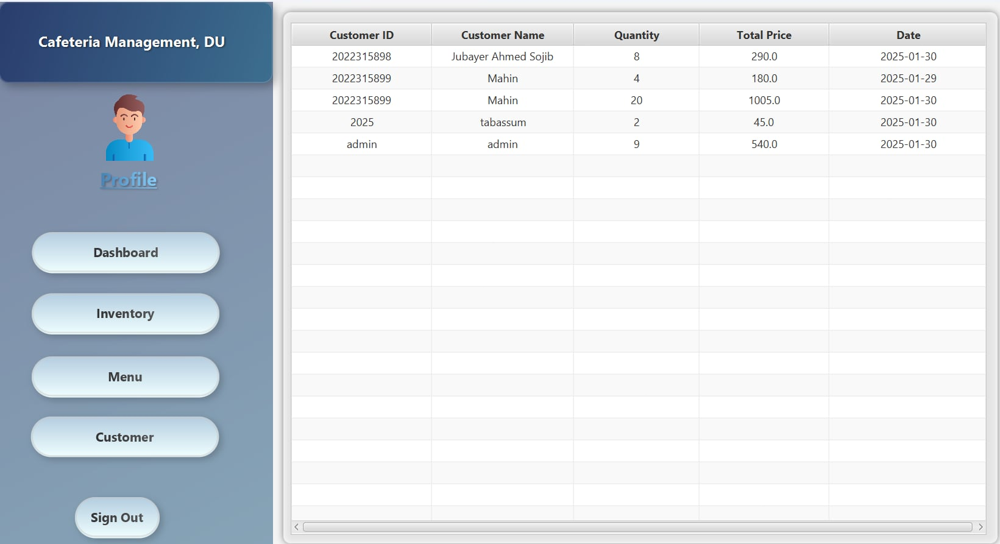 Cafeteria Management, DU
Profile
Dashboard
Inventory
Menu
Customer
Sign Out
Customer ID Customer Name Quantity Total Price Date
2022315898 Jubayer Ahmed Sojib 8 290.0 2025-01-30
2022315899 Mahin 4 180.0 2025-01-29
2022315899 Mahin 20 1005.0 2025-01-30
2025 tabassum 2 45.0 2025-01-30
admin admin 9 540.0 2025-01-30